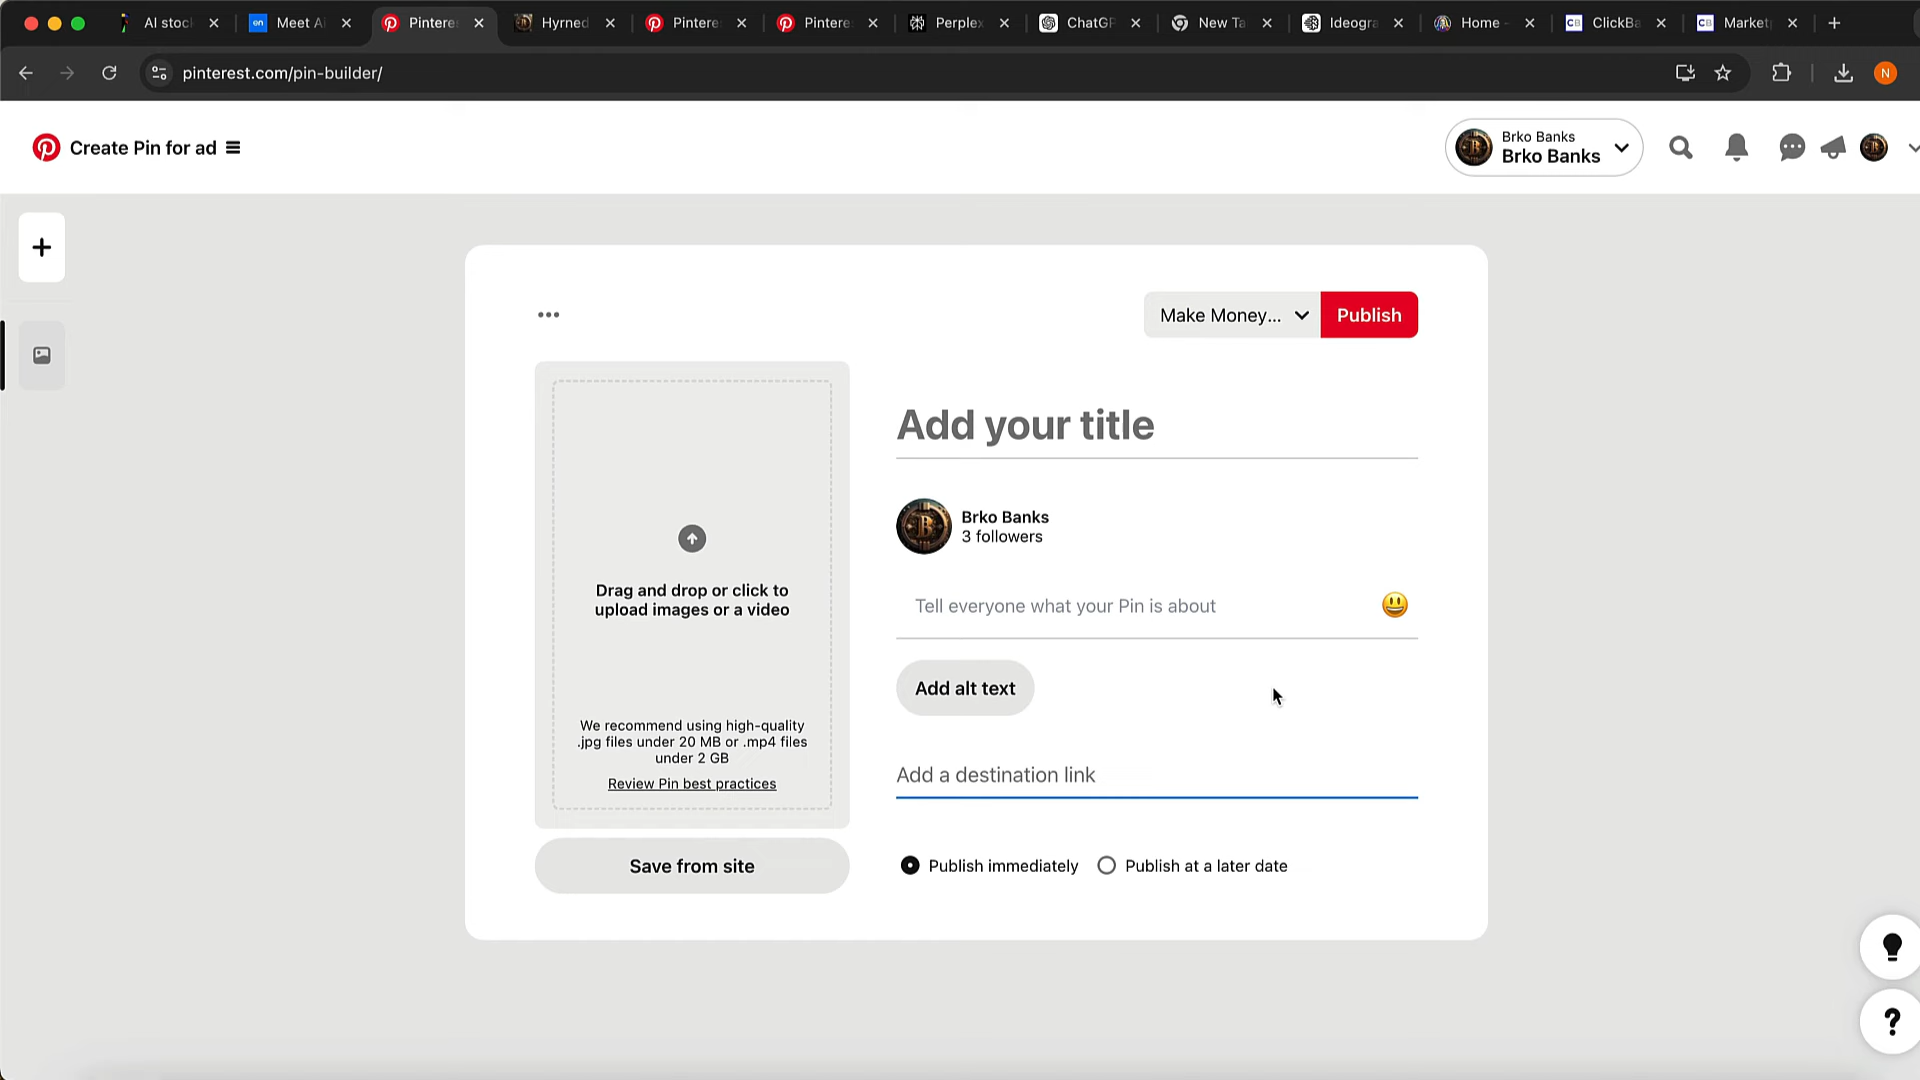 AI stoc
Meet A
Pintere
Hyrned
Pintere
Pintere
Perplex
ChatGP
New Ta
Ideogra
Home -
CB
ClickBa
CB
Market
pinterest.com/pin-builder/
N
Create Pin for ad
Brko Banks
Brko Banks
Make Money...
Publish
Add your title
Brko Banks
3 followers
Drag and drop or click to
upload images or a video
Tell everyone what your Pin is about
Add alt text
We recommend using high-quality
.jpg files under 20 MB or .mp4 files
under 2 GB
Review Pin best practices
Add a destination link
Save from site
Publish immediately
Publish at a later date
?